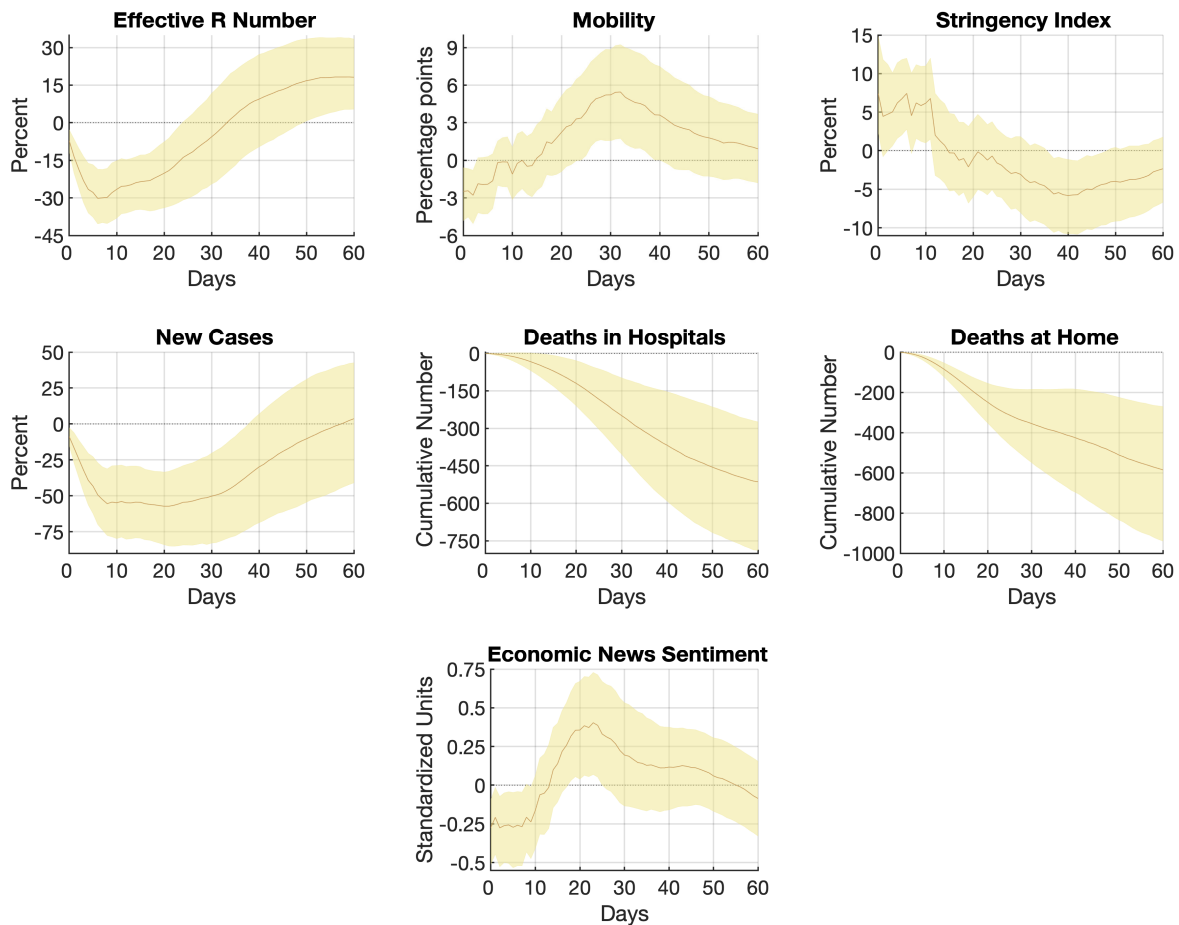 Effective R Number
Mobility
Stringency Index
Percent
30
15
0
-15
-30
-45
0 10 20 30 40 50 60
Days
Percentage points
9
6
3
0
-3
-6
0 10 20 30 40 50 60
Days
Percent
15
10
5
0
-5
-10
0 10 20 30 40 50 60
Days
New Cases
Deaths in Hospitals
Deaths at Home
Percent
50
25
0
-25
-50
-75
0 10 20 30 40 50 60
Days
Cumulative Number
0
-150
-300
-450
-600
-750
0 10 20 30 40 50 60
Days
Cumulative Number
0
-200
-400
-600
-800
-1000
0 10 20 30 40 50 60
Days
Economic News Sentiment
Standardized Units
0.75
0.5
0.25
0
-0.25
-0.5
0 10 20 30 40 50 60
Days